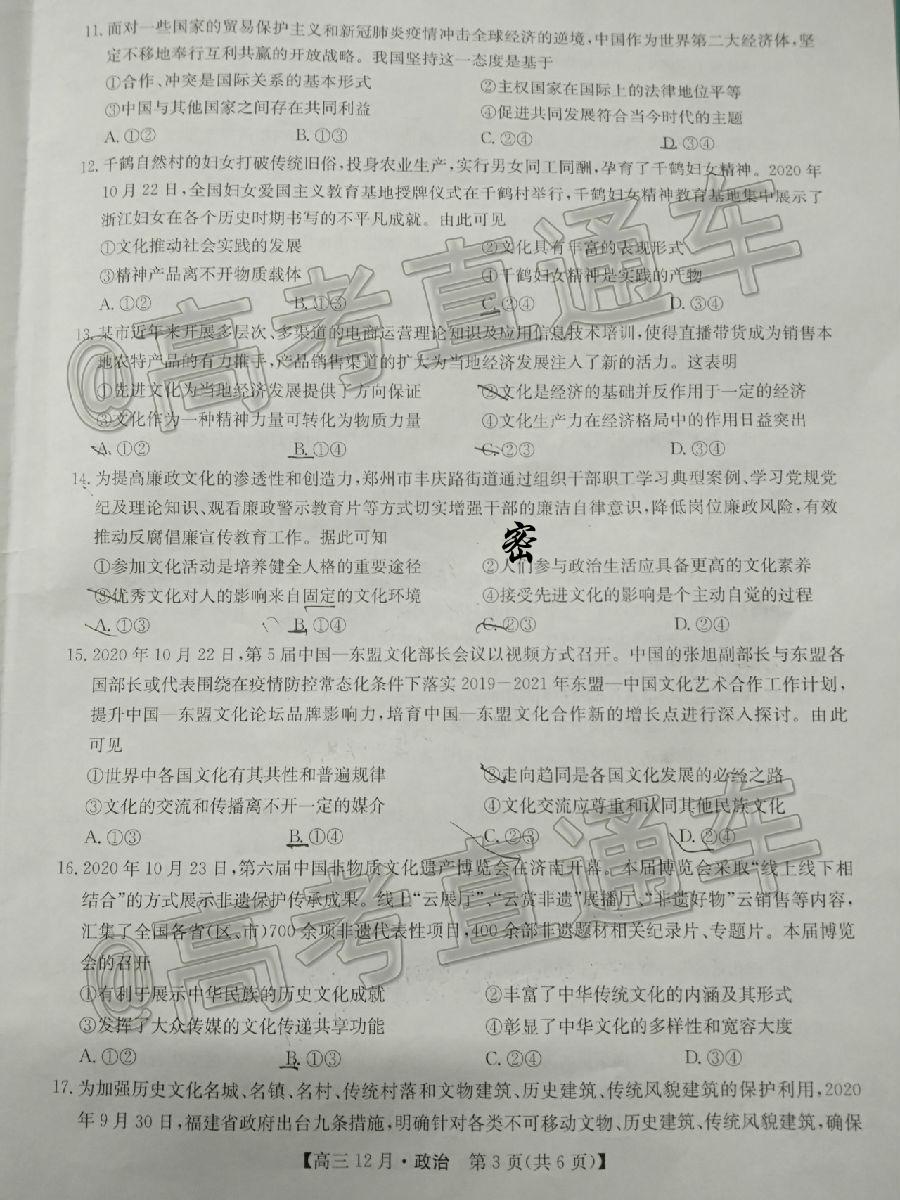 11. 面对一些国家的贸易保护主义和新冠肺炎疫情冲击全球经济的逆境,中国作为世界第二大经济体,坚
定不移地奉行互利共赢的开放战略。我国坚持这一态度是基于
①合作、冲突是国际关系的基本形式 ②主权国家在国际上的法律地位平等
③中国与其他国家之间存在共同利益 ④促进共同发展符合当今时代的主题
A. ①② B. ①③ C. ②④ D. ③④
12. 千鹤自然村的妇女打破传统旧俗,投身农业生产,实行男女同工同酬,孕育了千鹤妇女精神。2020 年
10 月 22 日,全国妇女爱国主义教育基地授牌仪式在千鹤村举行,千鹤妇女精神教育基地集中展示了
浙江妇女在各个历史时期书写的不平凡成就。由此可见
①文化推动社会实践的发展 ②文化具有丰富的表现形式
③精神产品离不开物质载体 ④千鹤妇女精神是实践的产物
A. ①② B. ①③ C. ②④ D. ③④
13. 某市近年来开展多层次、多渠道的电商运营理论知识及应用信息技术培训,使得直播带货成为销售本
地农特产品的有力推手,产品销售渠道的扩大为当地经济发展注入了新的活力。这表明
①先进文化为当地经济发展提供了方向保证 ②文化是经济的基础并反作用于一定的经济
③文化作为一种精神力量可转化为物质力量 ④文化生产力在经济格局中的作用日益突出
A. ①② B. ①④ C. ②③ D. ③④
14. 为提高廉政文化的渗透性和创造力,郑州市丰庆路街道通过组织干部职工学习典型案例、学习党规党
纪及理论知识、观看廉政警示教育片等方式切实增强干部的廉洁自律意识,降低岗位廉政风险,有效
推动反腐倡廉宣传教育工作。据此可知
密
①参加文化活动是培养健全人格的重要途径 ②人们参与政治生活应具备更高的文化素养
③优秀文化对人的影响来自固定的文化环境 ④接受先进文化的影响是个主动自觉的过程
A. ①③ B. ①④ C. ②③ D. ②④
15. 2020 年 10 月 22 日,第 5 届中国—东盟文化部长会议以视频方式召开。中国的张旭副部长与东盟各
国部长或代表围绕在疫情防控常态化条件下落实 2019-2021 年东盟—中国文化艺术合作工作计划,
提升中国—东盟文化论坛品牌影响力,培育中国—东盟文化合作新的增长点进行深入探讨。由此
可见
①世界中各国文化有其共性和普遍规律 ②走向趋同是各国文化发展的必经之路
③文化的交流和传播离不开一定的媒介 ④文化交流应尊重和认同其他民族文化
A. ①③ B. ①④ C. ②③ D. ②④
16. 2020 年 10 月 23 日,第六届中国非物质文化遗产博览会在济南开幕。本届博览会采取“线上线下相
结合”的方式展示非遗保护传承成果。线上“云展厅”、“云赏非遗”展播厅、“非遗好物”云销售等内容,
汇集了全国各省(区、市)700 余项非遗代表性项目,400 余部非遗题材相关纪录片、专题片。本届博览
会的召开
①有利于展示中华民族的历史文化成就 ②丰富了中华传统文化的内涵及其形式
③发挥了大众传媒的文化传递共享功能 ④彰显了中华文化的多样性和宽容大度
A. ①② B. ①③ C. ②④ D. ③④
17. 为加强历史文化名城、名镇、名村、传统村落和文物建筑、历史建筑、传统风貌建筑的保护利用,2020
年 9 月 30 日,福建省政府出台九条措施,明确针对各类不可移动文物、历史建筑、传统风貌建筑,确保
【高三 12 月·政治 第 3 页(共 6 页)】
@高考直通车
@高考直通车